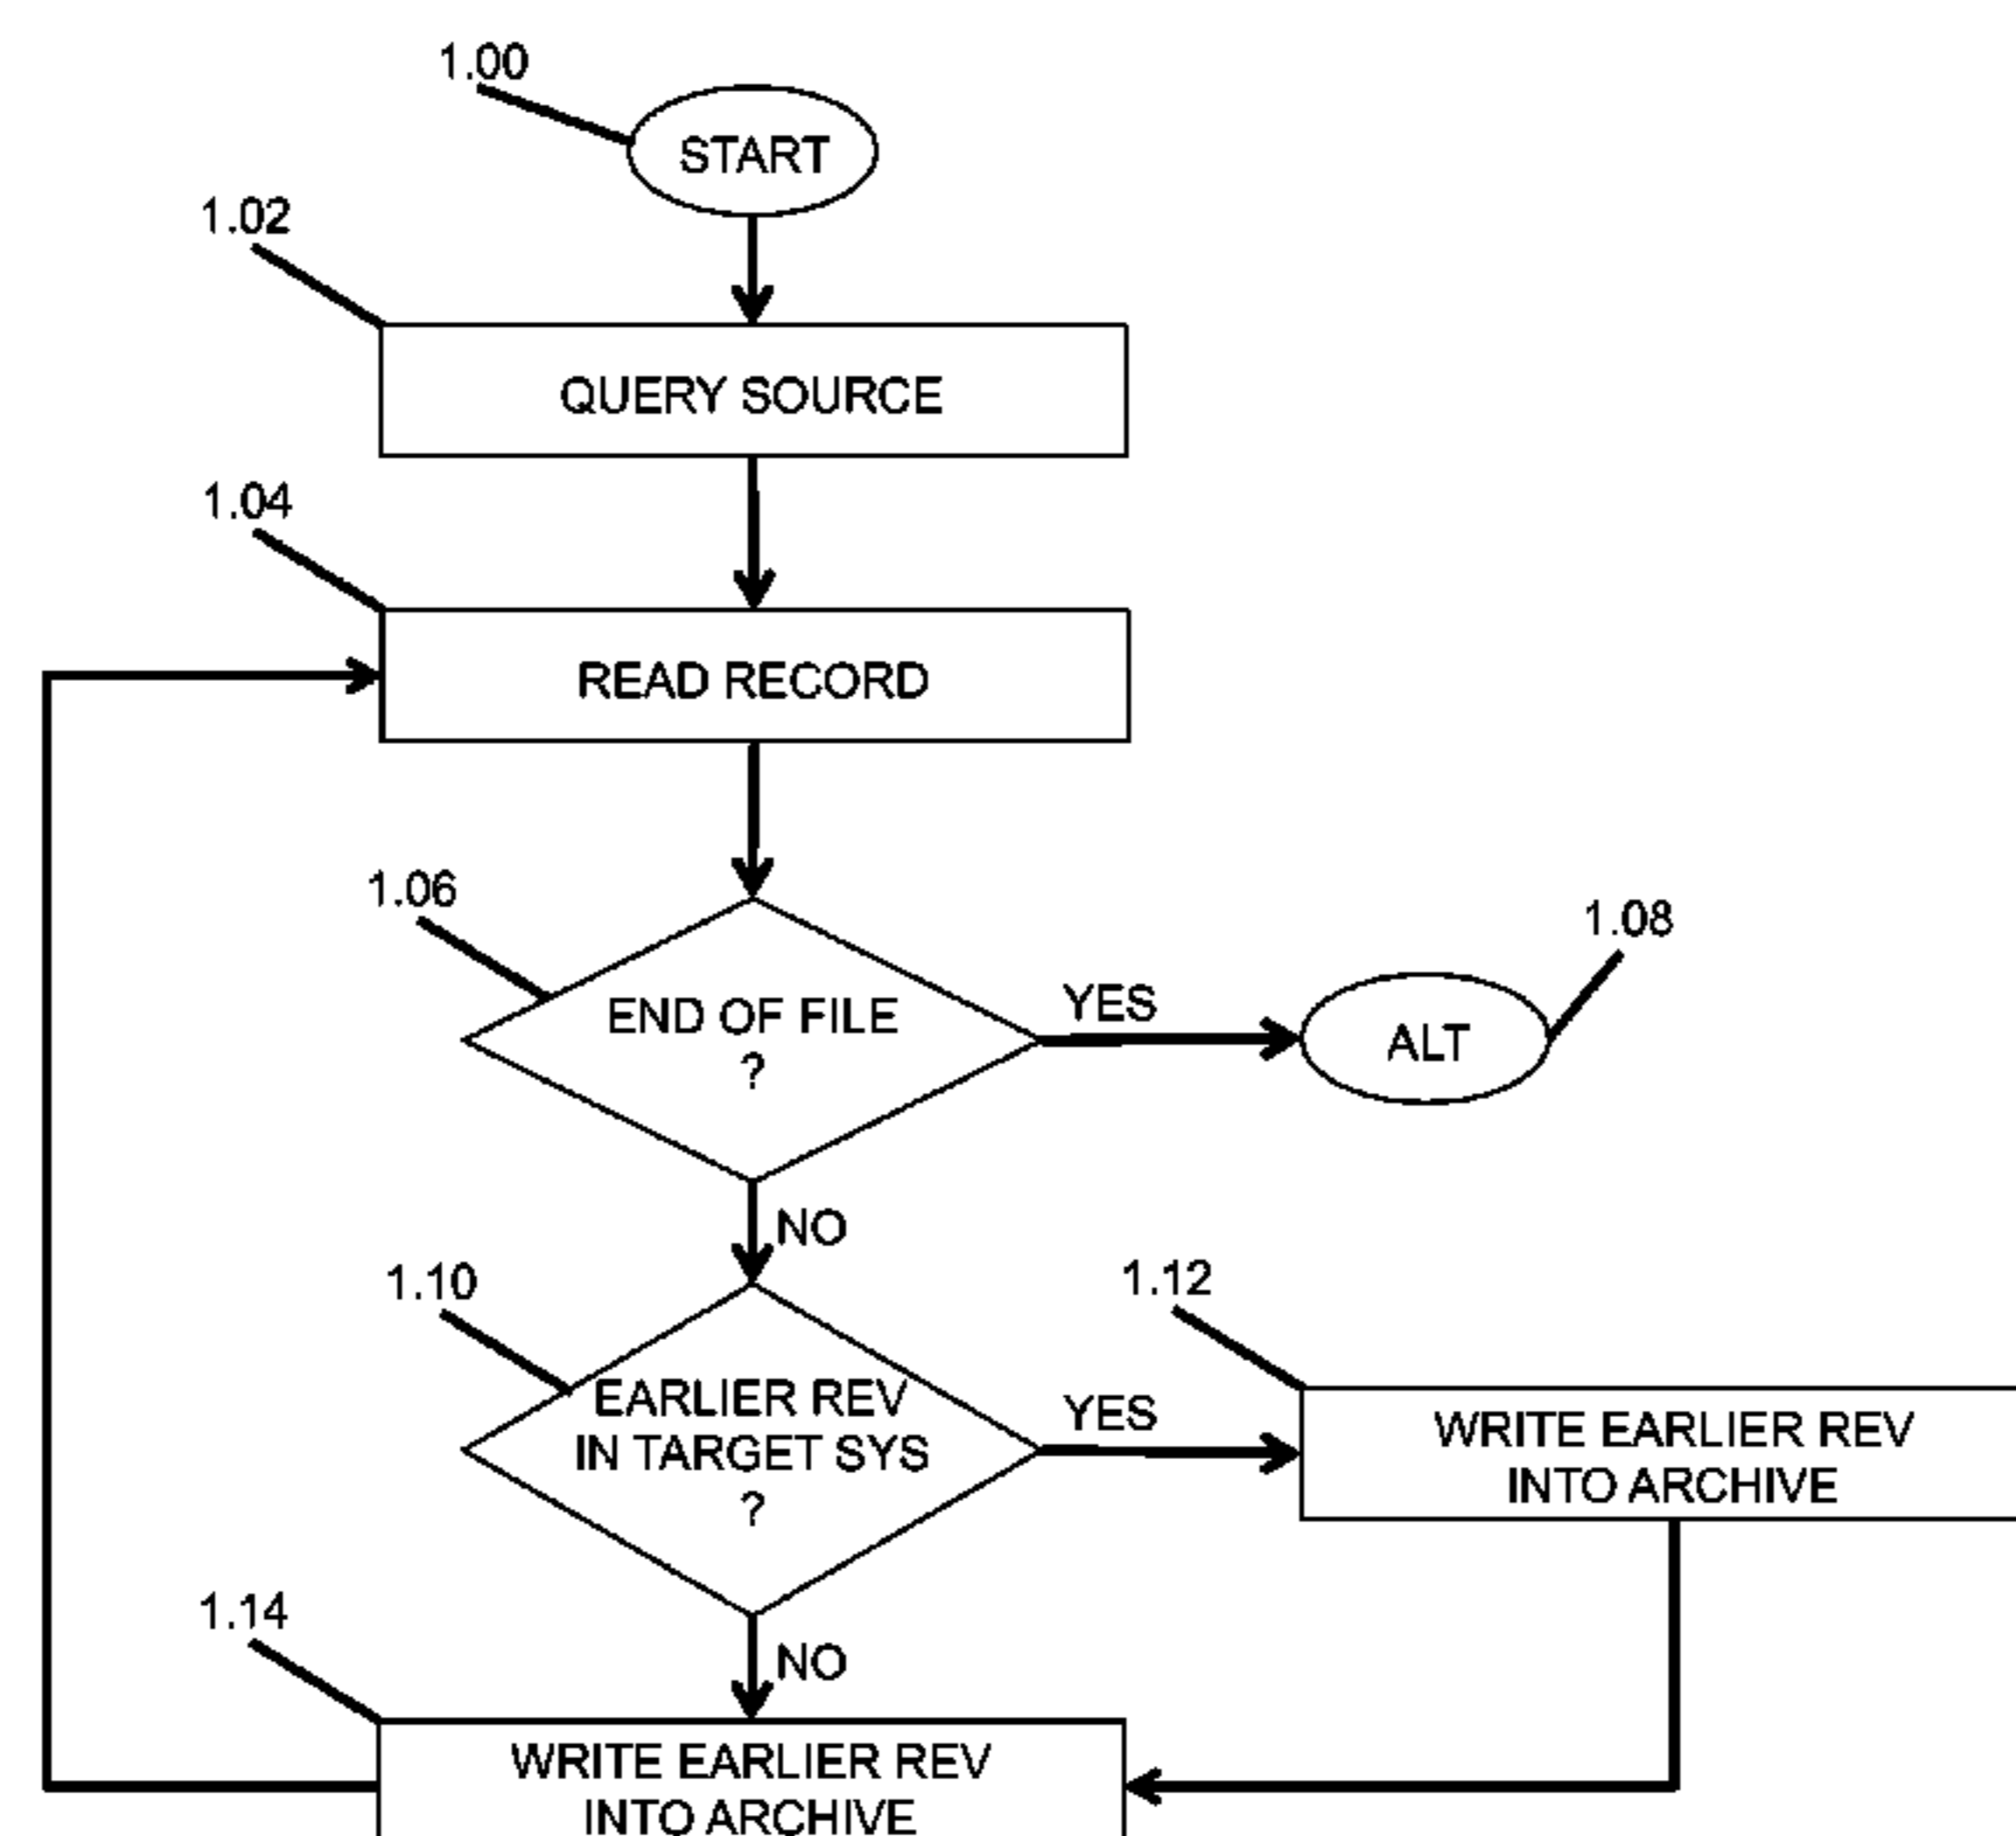 1.00
START
1.02
QUERY SOURCE
1.04
READ RECORD
1.06
END OF FILE
?
YES
1.08
ALT
NO
1.10
EARLIER REV
IN TARGET SYS
?
YES
1.12
WRITE EARLIER REV
INTO ARCHIVE
NO
1.14
WRITE EARLIER REV
INTO ARCHIVE